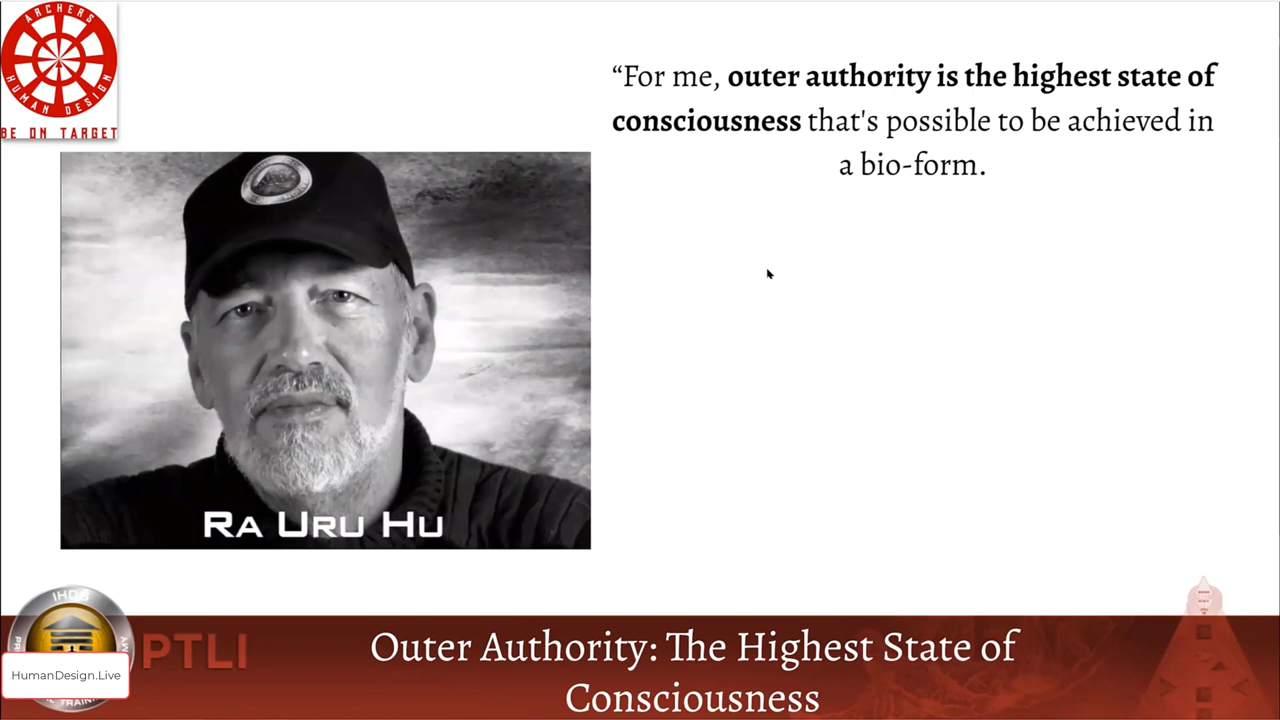 ARCHERS
HUMAN DESIGN
BE ON TARGET
“For me, outer authority is the highest state of
consciousness that's possible to be achieved in
a bio-form.
RA URU HU
IHDS
PTLI
HumanDesign.Live
Outer Authority: The Highest State of
Consciousness